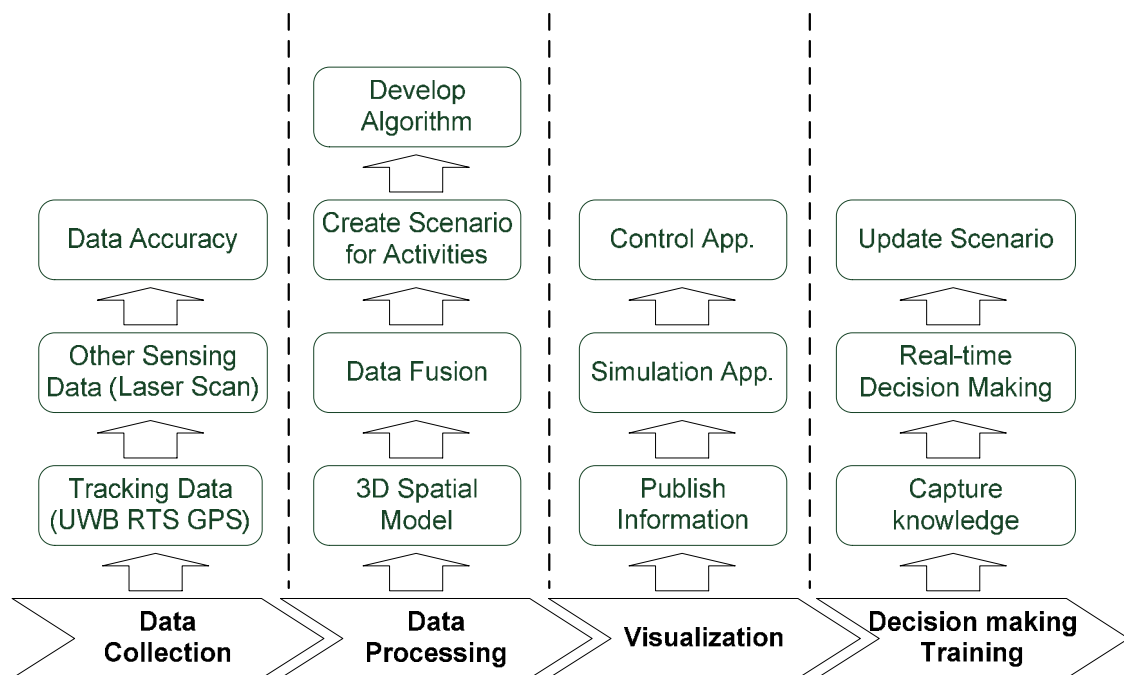 Develop
Algorithm
Data Accuracy
Create Scenario
for Activities
Control App.
Update Scenario
Other Sensing
Data (Laser Scan)
Data Fusion
Simulation App.
Real-time
Decision Making
Tracking Data
(UWB RTS GPS)
3D Spatial
Model
Publish
Information
Capture
knowledge
Data
Collection
Data
Processing
Visualization
Decision making
Training